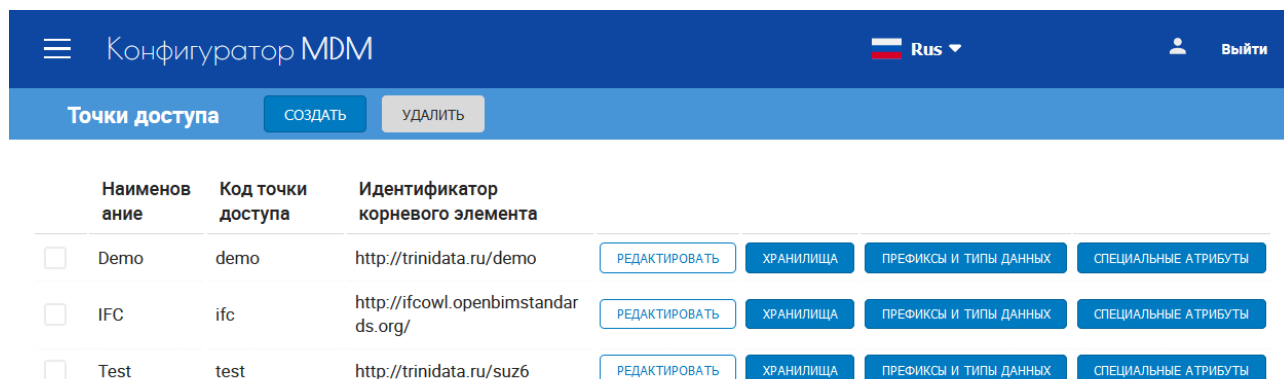 Конфигуратор MDM Rus Выйти
Точки доступа СОЗДАТЬ УДАЛИТЬ
Наименов Код точки Идентификатор
ание доступа корневого элемента
Demo demo http://trinidata.ru/demo РЕДАКТИРОВАТЬ ХРАНИЛИЩА ПРЕФИКСЫ И ТИПЫ ДАННЫХ СПЕЦИАЛЬНЫЕ АТРИБУТЫ
IFC ifc http://ifcowl.openbimstandar РЕДАКТИРОВАТЬ ХРАНИЛИЩА ПРЕФИКСЫ И ТИПЫ ДАННЫХ СПЕЦИАЛЬНЫЕ АТРИБУТЫ
ds.org/
Test test http://trinidata.ru/suz6 РЕДАКТИРОВАТЬ ХРАНИЛИЩА ПРЕФИКСЫ И ТИПЫ ДАННЫХ СПЕЦИАЛЬНЫЕ АТРИБУТЫ